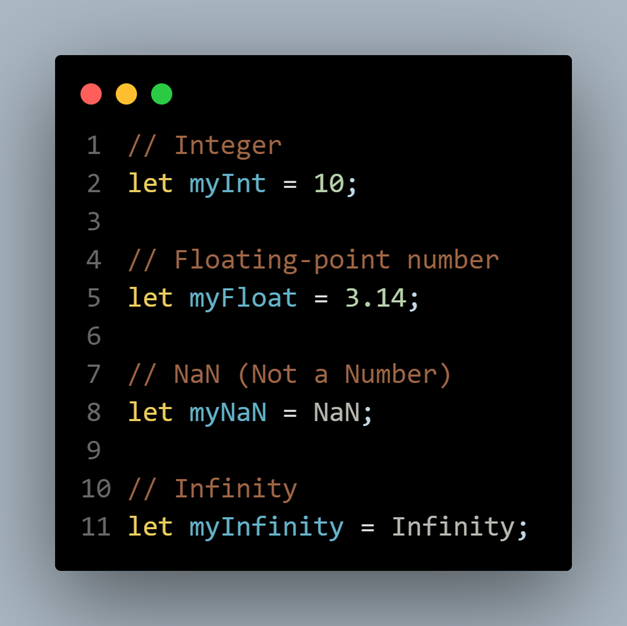 1 // Integer
2 let myInt = 10;
3
4 // Floating-point number
5 let myFloat = 3.14;
6
7 // NaN (Not a Number)
8 let myNaN = NaN;
9
10 // Infinity
11 let myInfinity = Infinity;